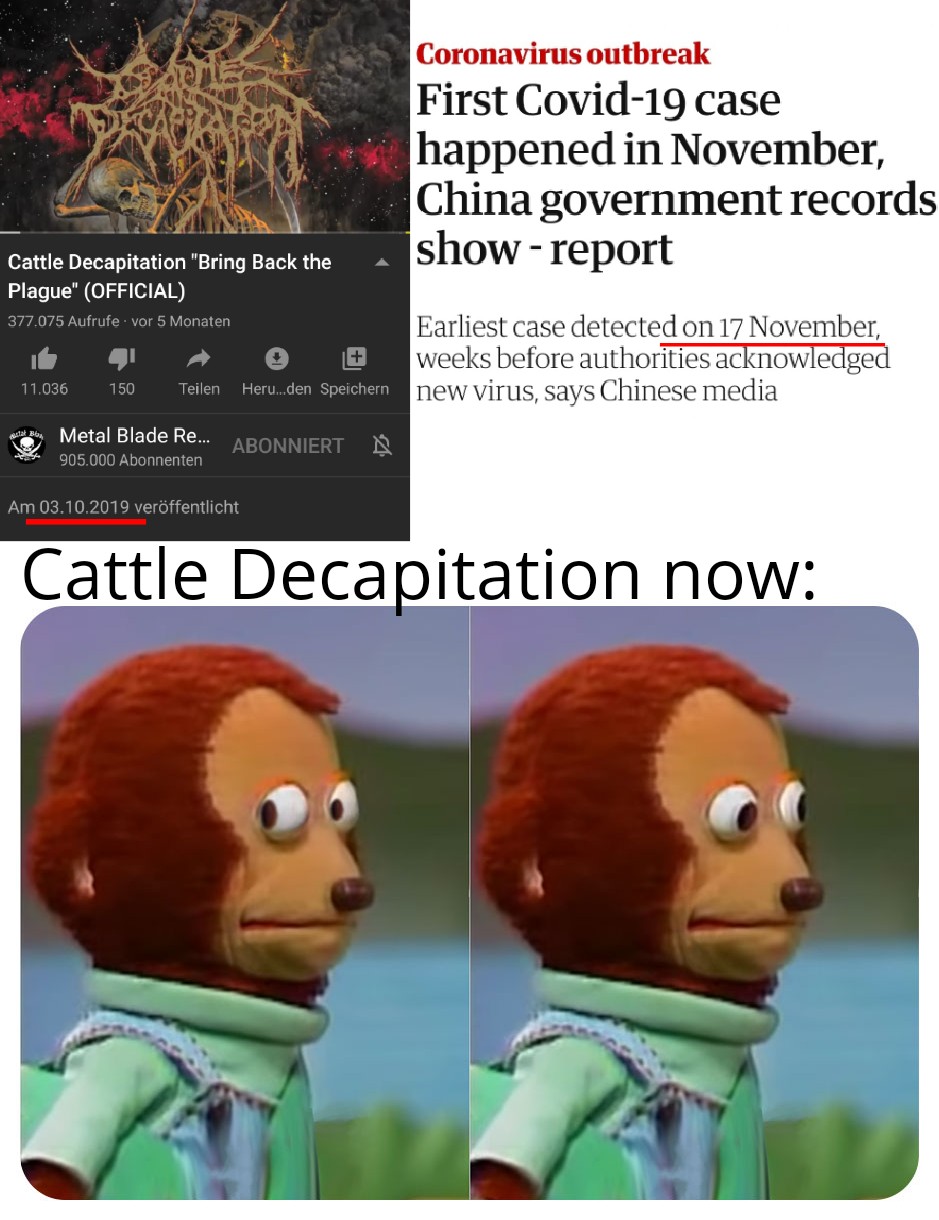 CATTLE
DECAPITATION
Cattle Decapitation "Bring Back the
Plague" (OFFICIAL)
377.075 Aufrufe · vor 5 Monaten
11.036 150 Teilen Heru...den Speichern
Metal Blade Re...
ABONNIERT
905.000 Abonnenten
Am 03.10.2019 veröffentlicht
Coronavirus outbreak
First Covid-19 case
happened in November,
China government records
show - report
Earliest case detected on 17 November,
weeks before authorities acknowledged
new virus, says Chinese media
Cattle Decapitation now: